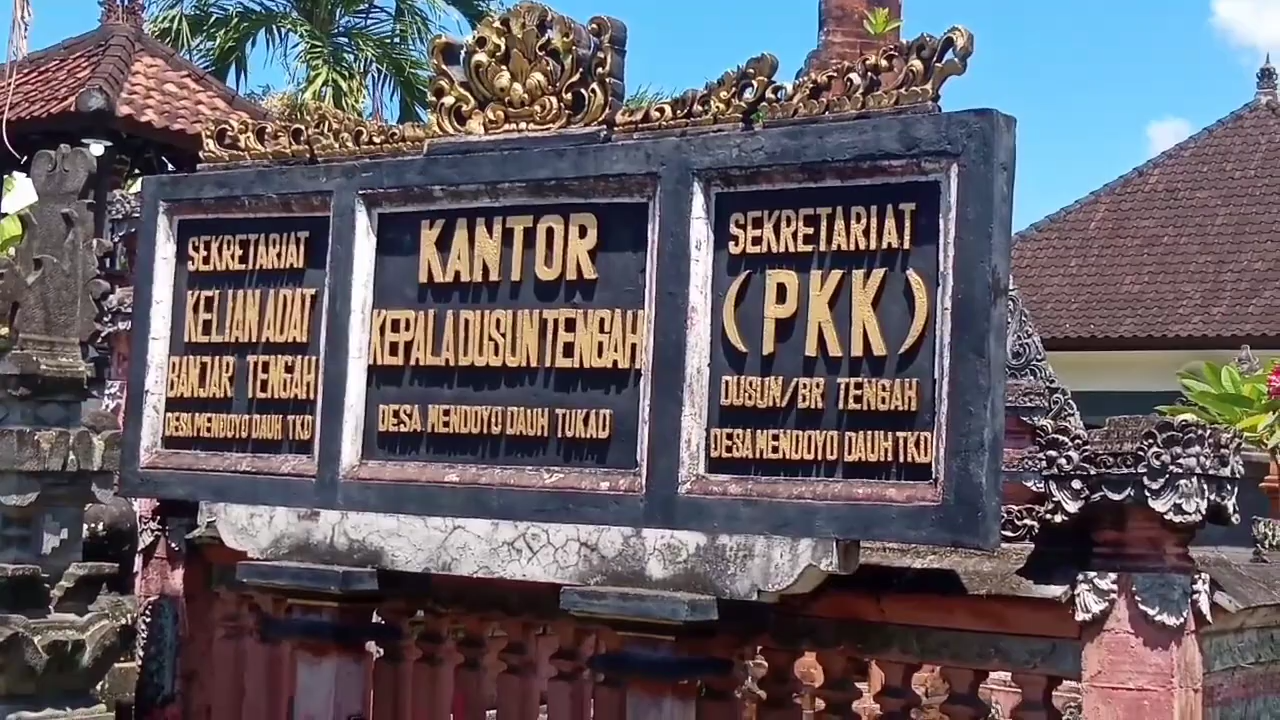 SEKRETARIAT
KELIAN ADAT
BANJAR TENGAH
DESA MENDOYO DAUH TKD
KANTOR
KEPALA DUSUN TENGAH
DESA MENDOYO DAUH TUKAD
SEKRETARIAT
(PKK)
DUSUN/BR TENGAH
DESA MENDOYO DAUH TKD